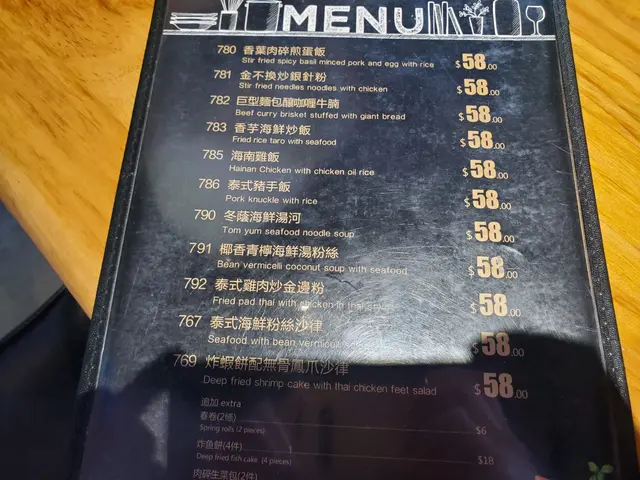 MENU
780 香葉肉碎煎蛋飯
Stir fried spicy basil minced pork and egg with rice
$58.00
781 金不換炒銀針粉
Stir fried needles noodles with chicken
$58.00
782 巨型麵包釀咖喱牛腩
Beef curry brisket stuffed with giant bread
$58.00
783 香芋海鮮炒飯
Fried rice taro with seafood
$58.00
785 海南雞飯
Hainan Chicken with chicken oil rice
$58.00
786 泰式豬手飯
Pork knuckle with rice
$58.00
790 冬蔭海鮮湯河
Tom yum seafood noodle soup
$58.00
791 椰香青檸海鮮湯粉絲
Bean vermicelli coconut soup with seafood
$58.00
792 泰式雞肉炒金邊粉
Fried pad thai with chicken in thai
$58.00
767 泰式海鮮粉絲沙律
Seafood with bean vermicelli
$58.00
769 炸蝦餅配無骨鳳爪沙律
Deep fried shrimp cake with thai chicken feet salad
$58.00
追加 extra
春卷(2條)
Spring rolls (2 pieces)
$6
炸鱼餅(4件)
Deep fried fish cake (4 pieces)
$18
肉碎生菜包(2件)